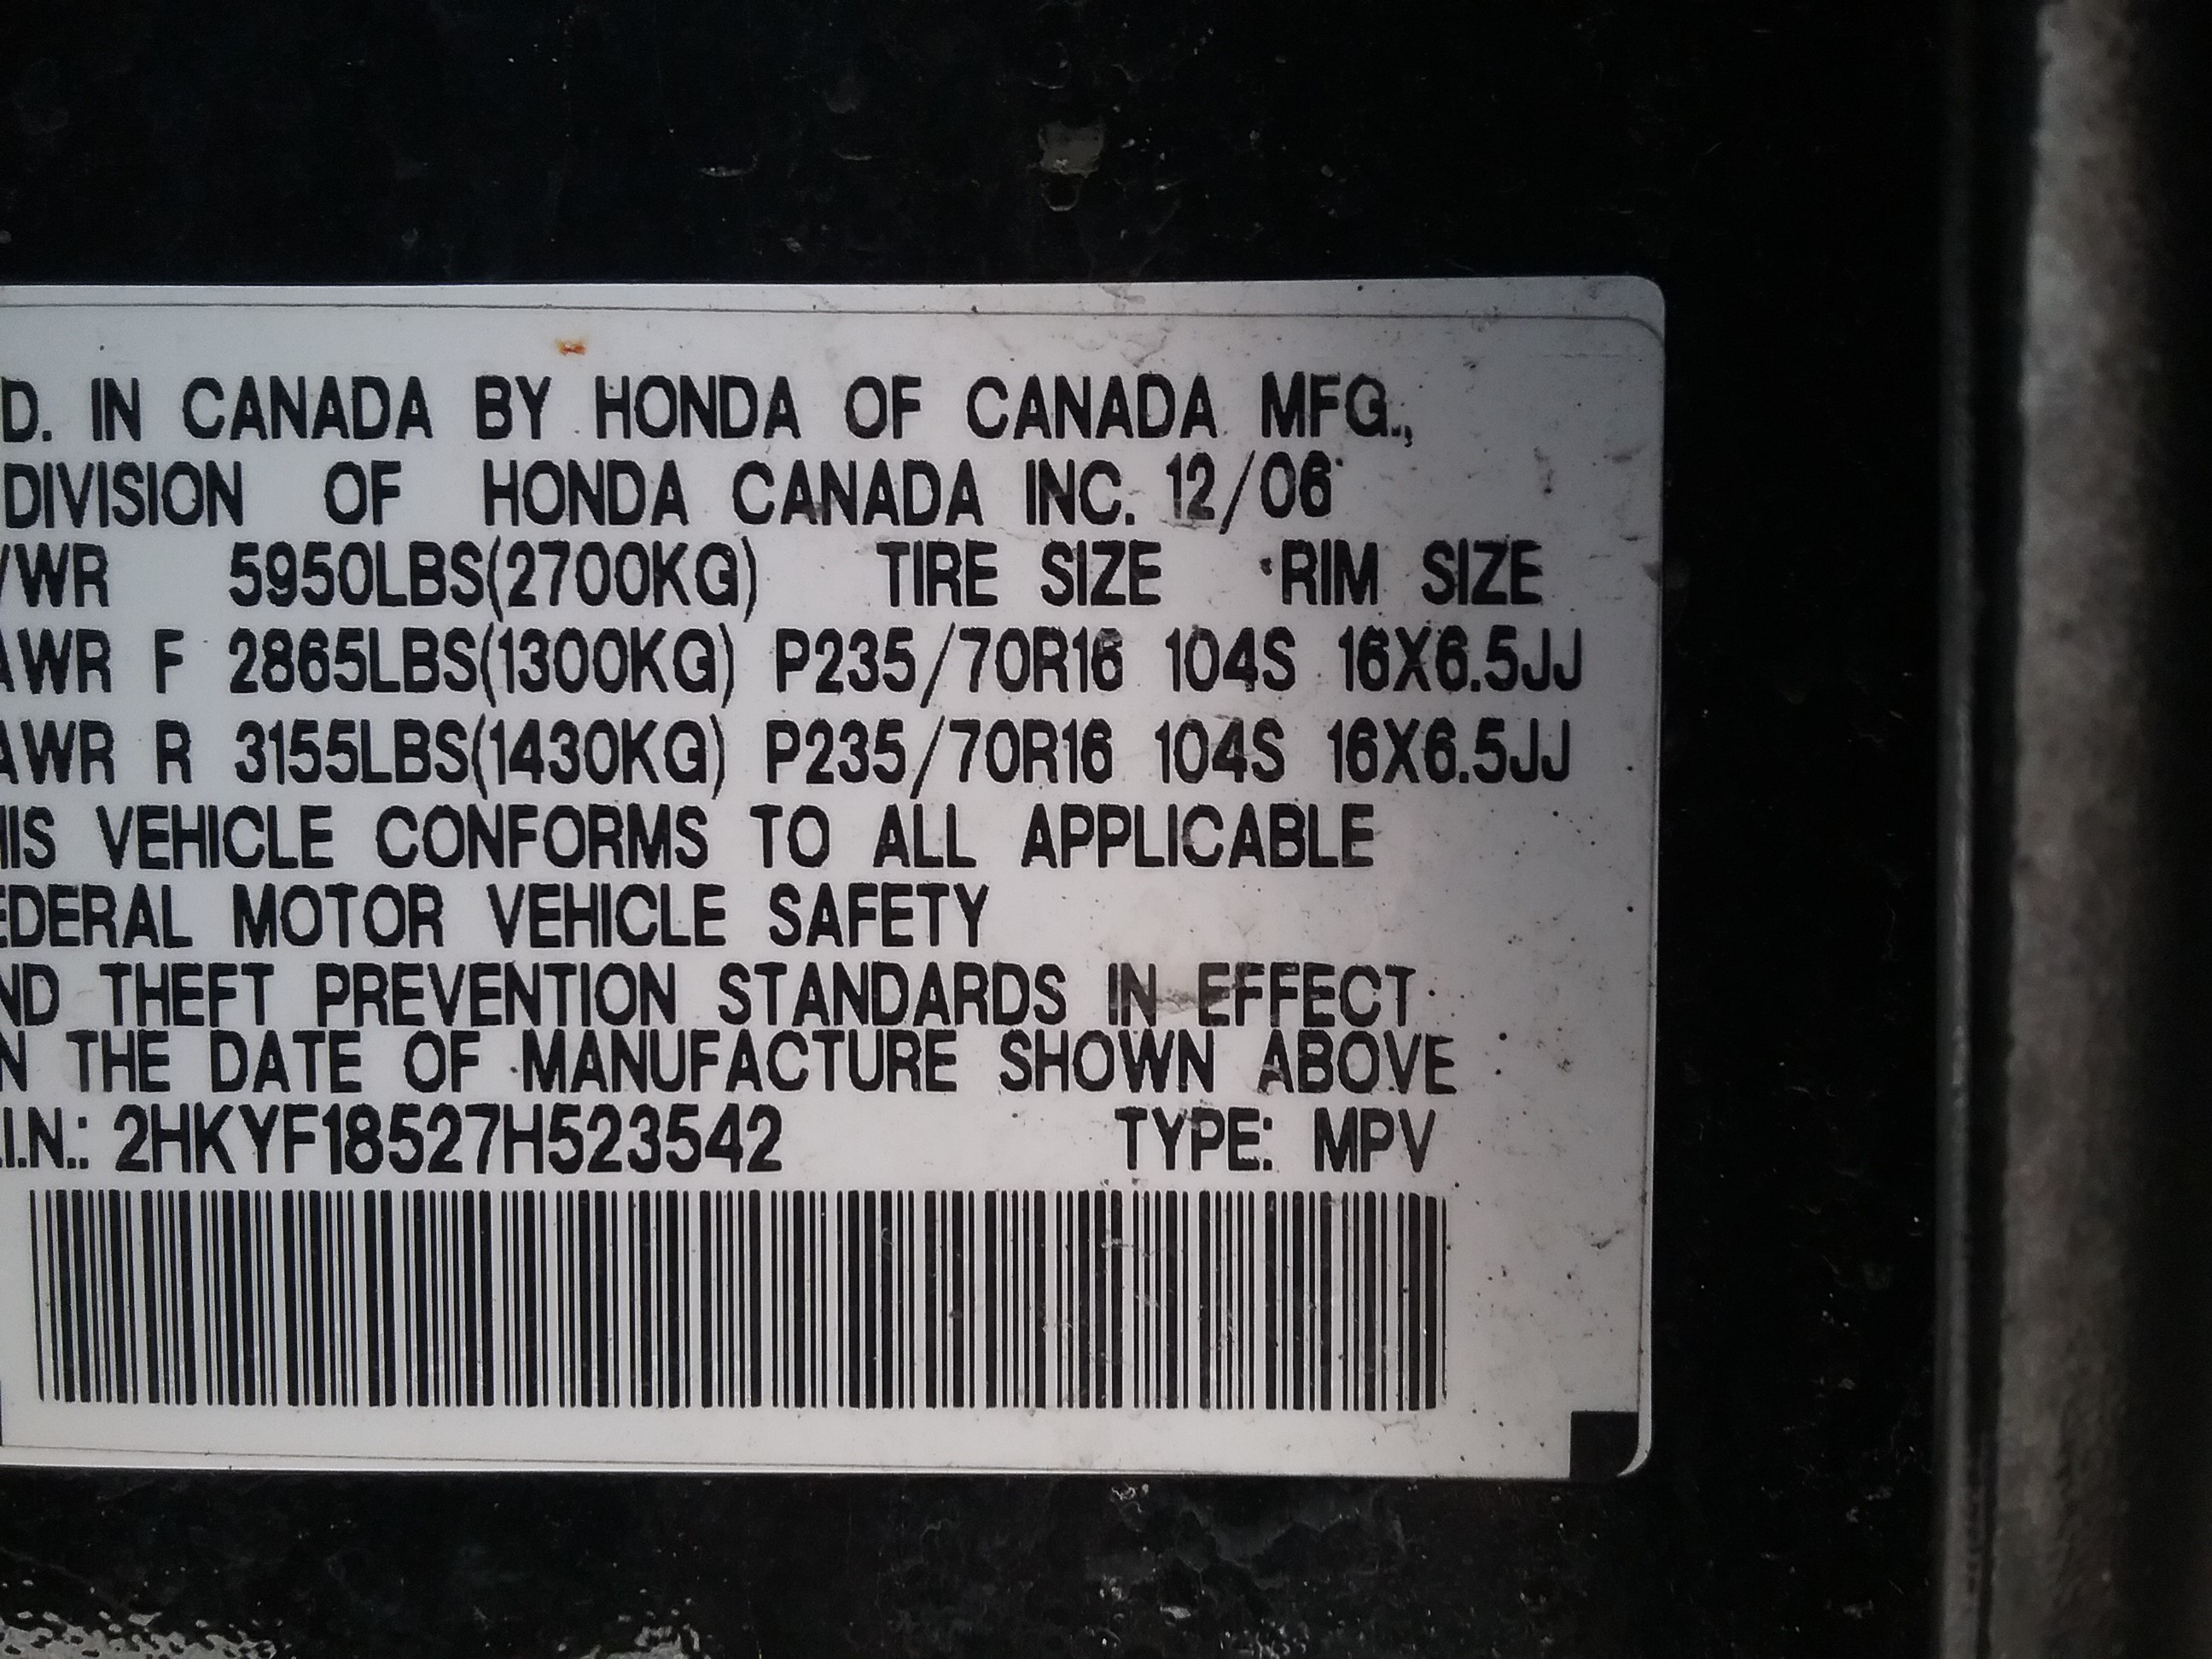 D. IN CANADA BY HONDA OF CANADA MFG.,
DIVISION OF HONDA CANADA INC. 12/06
VWR 5950LBS(2700KG) TIRE SIZE RIM SIZE
AWR F 2865LBS(1300KG) P235/70R16 104S 16X6.5JJ
AWR R 3155LBS(1430KG) P235/70R16 104S 16X6.5JJ
HIS VEHICLE CONFORMS TO ALL APPLICABLE
EDERAL MOTOR VEHICLE SAFETY
ND THEFT PREVENTION STANDARDS IN EFFECT
N THE DATE OF MANUFACTURE SHOWN ABOVE
.I.N.: 2HKYF18527H523542 TYPE: MPV